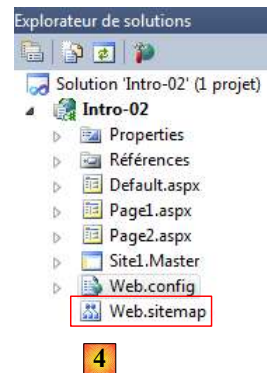 Explorateur de solutions
Solution 'Intro-02' (1 projet)
Intro-02
Properties
Références
Default.aspx
Page1.aspx
Page2.aspx
Site1.Master
Web.config
Web.sitemap
4